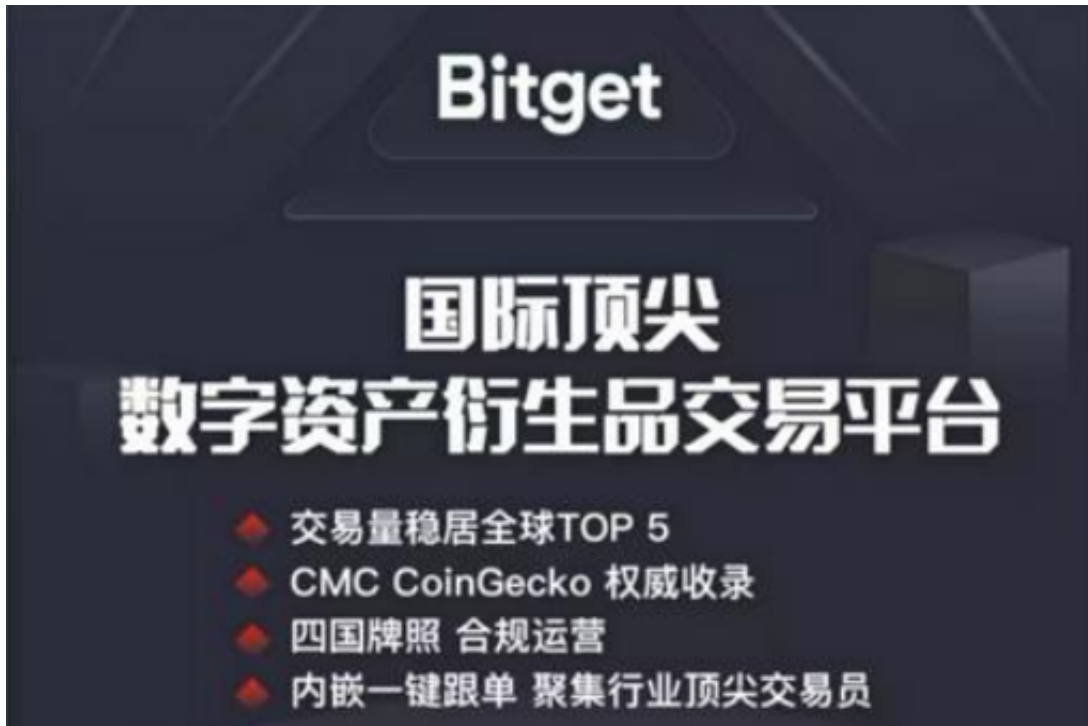 Bitget
国际顶尖
数字资产衍生品交易平台
交易量稳居全球TOP 5
CMC CoinGecko 权威收录
四国牌照 合规运营
内嵌一键跟单 聚集行业顶尖交易员